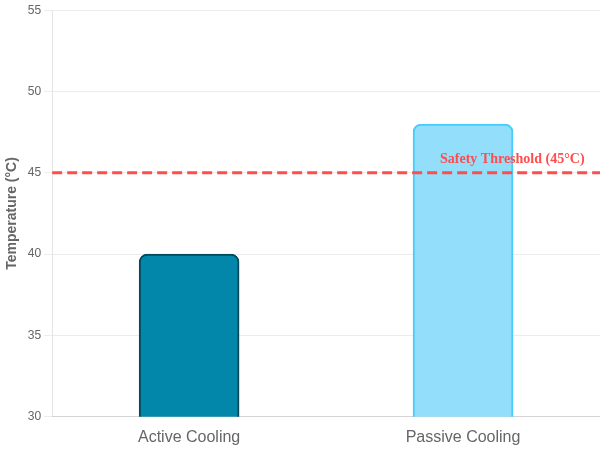 55
50
Safety Threshold (45°C)
45
Temperature (°C)
40
35
30
Active Cooling
Passive Cooling